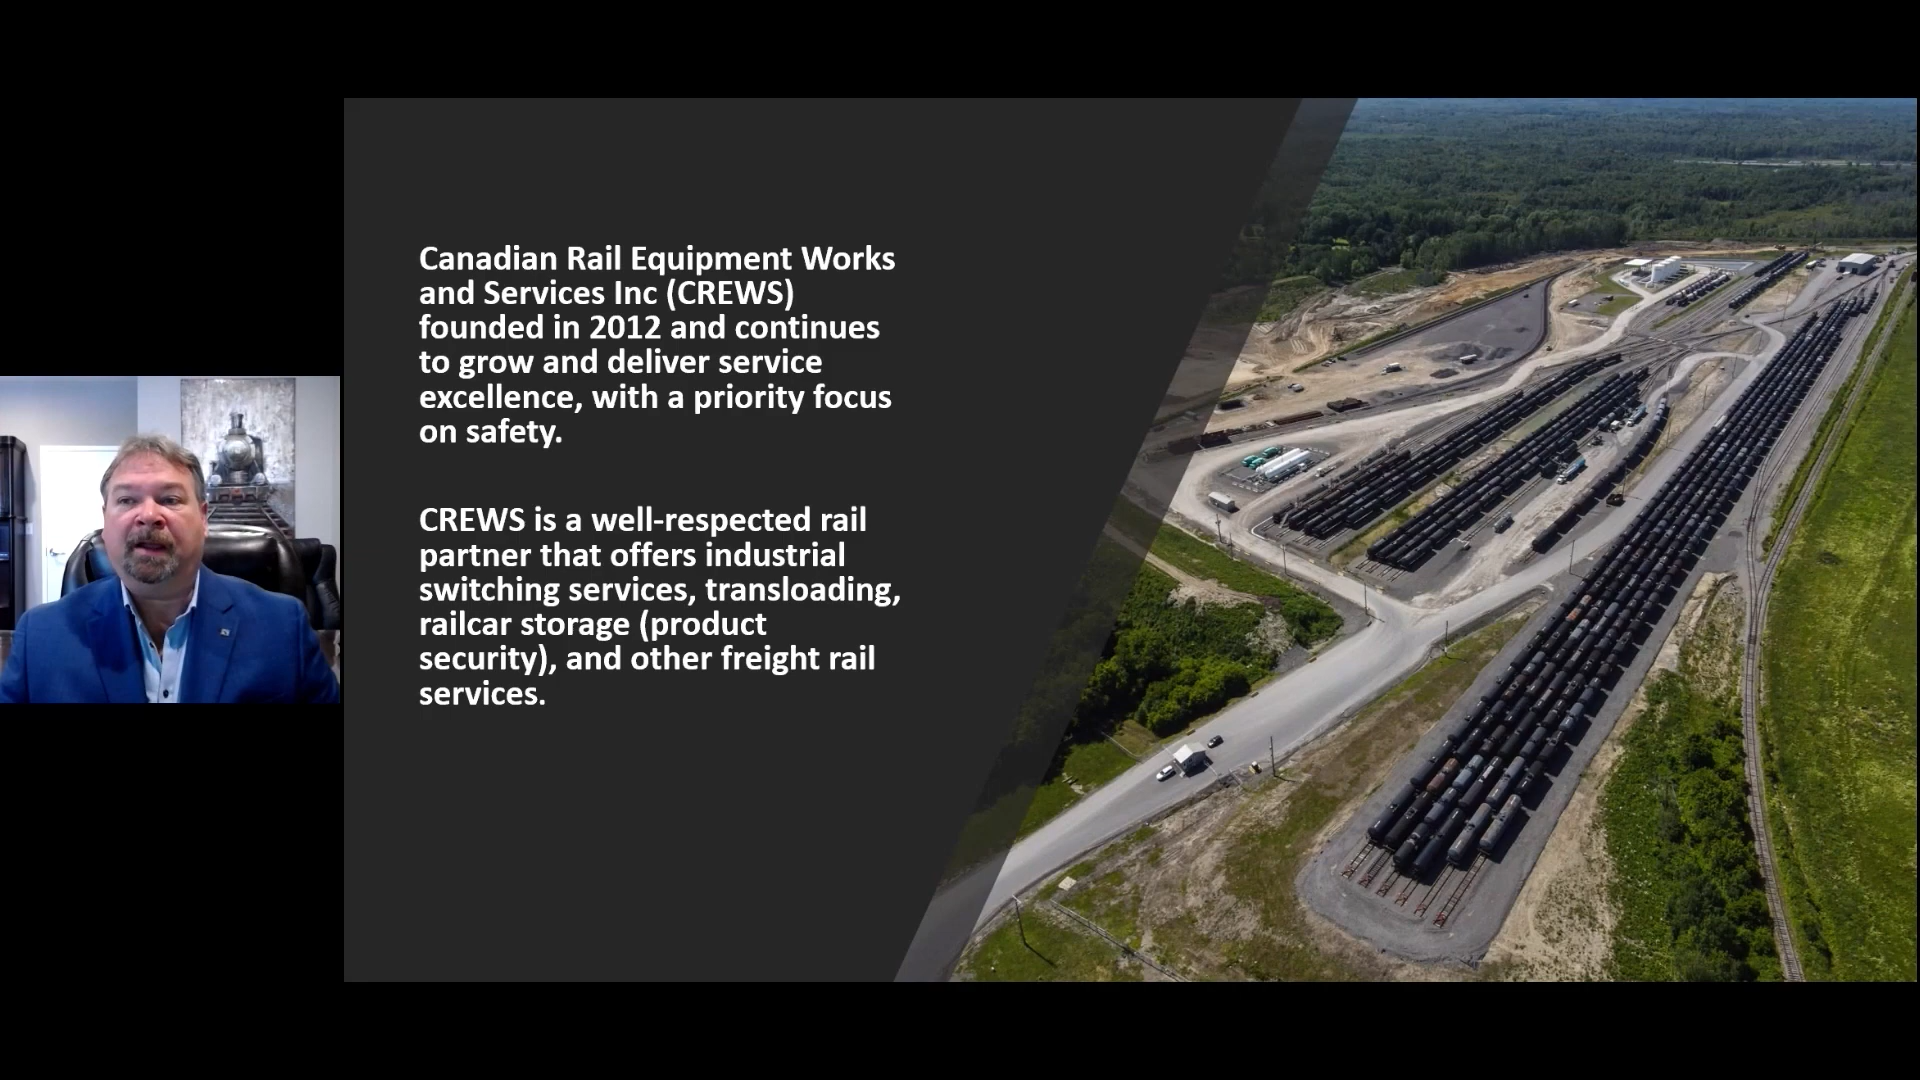 Canadian Rail Equipment Works
and Services Inc (CREWS)
founded in 2012 and continues
to grow and deliver service
excellence, with a priority focus
on safety.
CREWS is a well-respected rail
partner that offers industrial
switching services, transloading,
railcar storage (product
security), and other freight rail
services.